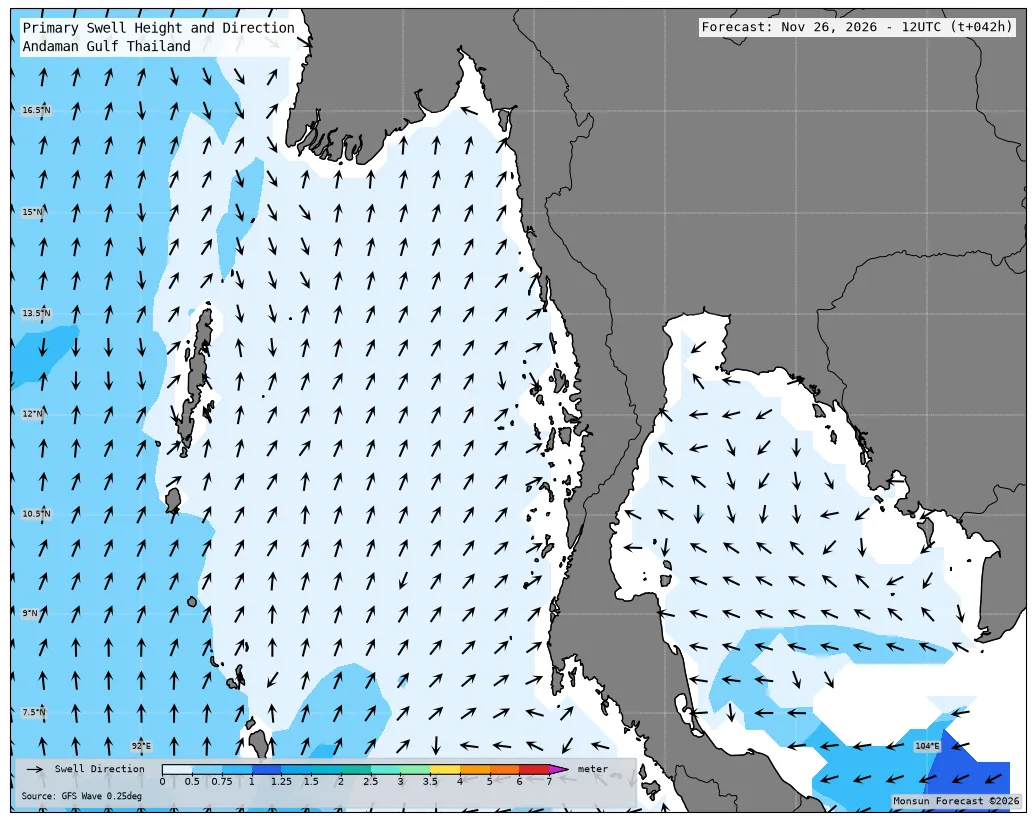 Primary Swell Height and Direction
Andaman Gulf Thailand
Forecast: Nov 26, 2026 - 12UTC (t+042h)
16.5°N
15°N
13.5°N
12°N
10.5°N
9°N
7.5°N
92°E
104°E
Swell Direction
meter
0 0.5 0.75 1 1.25 1.5 2 2.5 3 3.5 4 5 6 7
Source: GFS Wave 0.25deg
Monsun Forecast ©2026